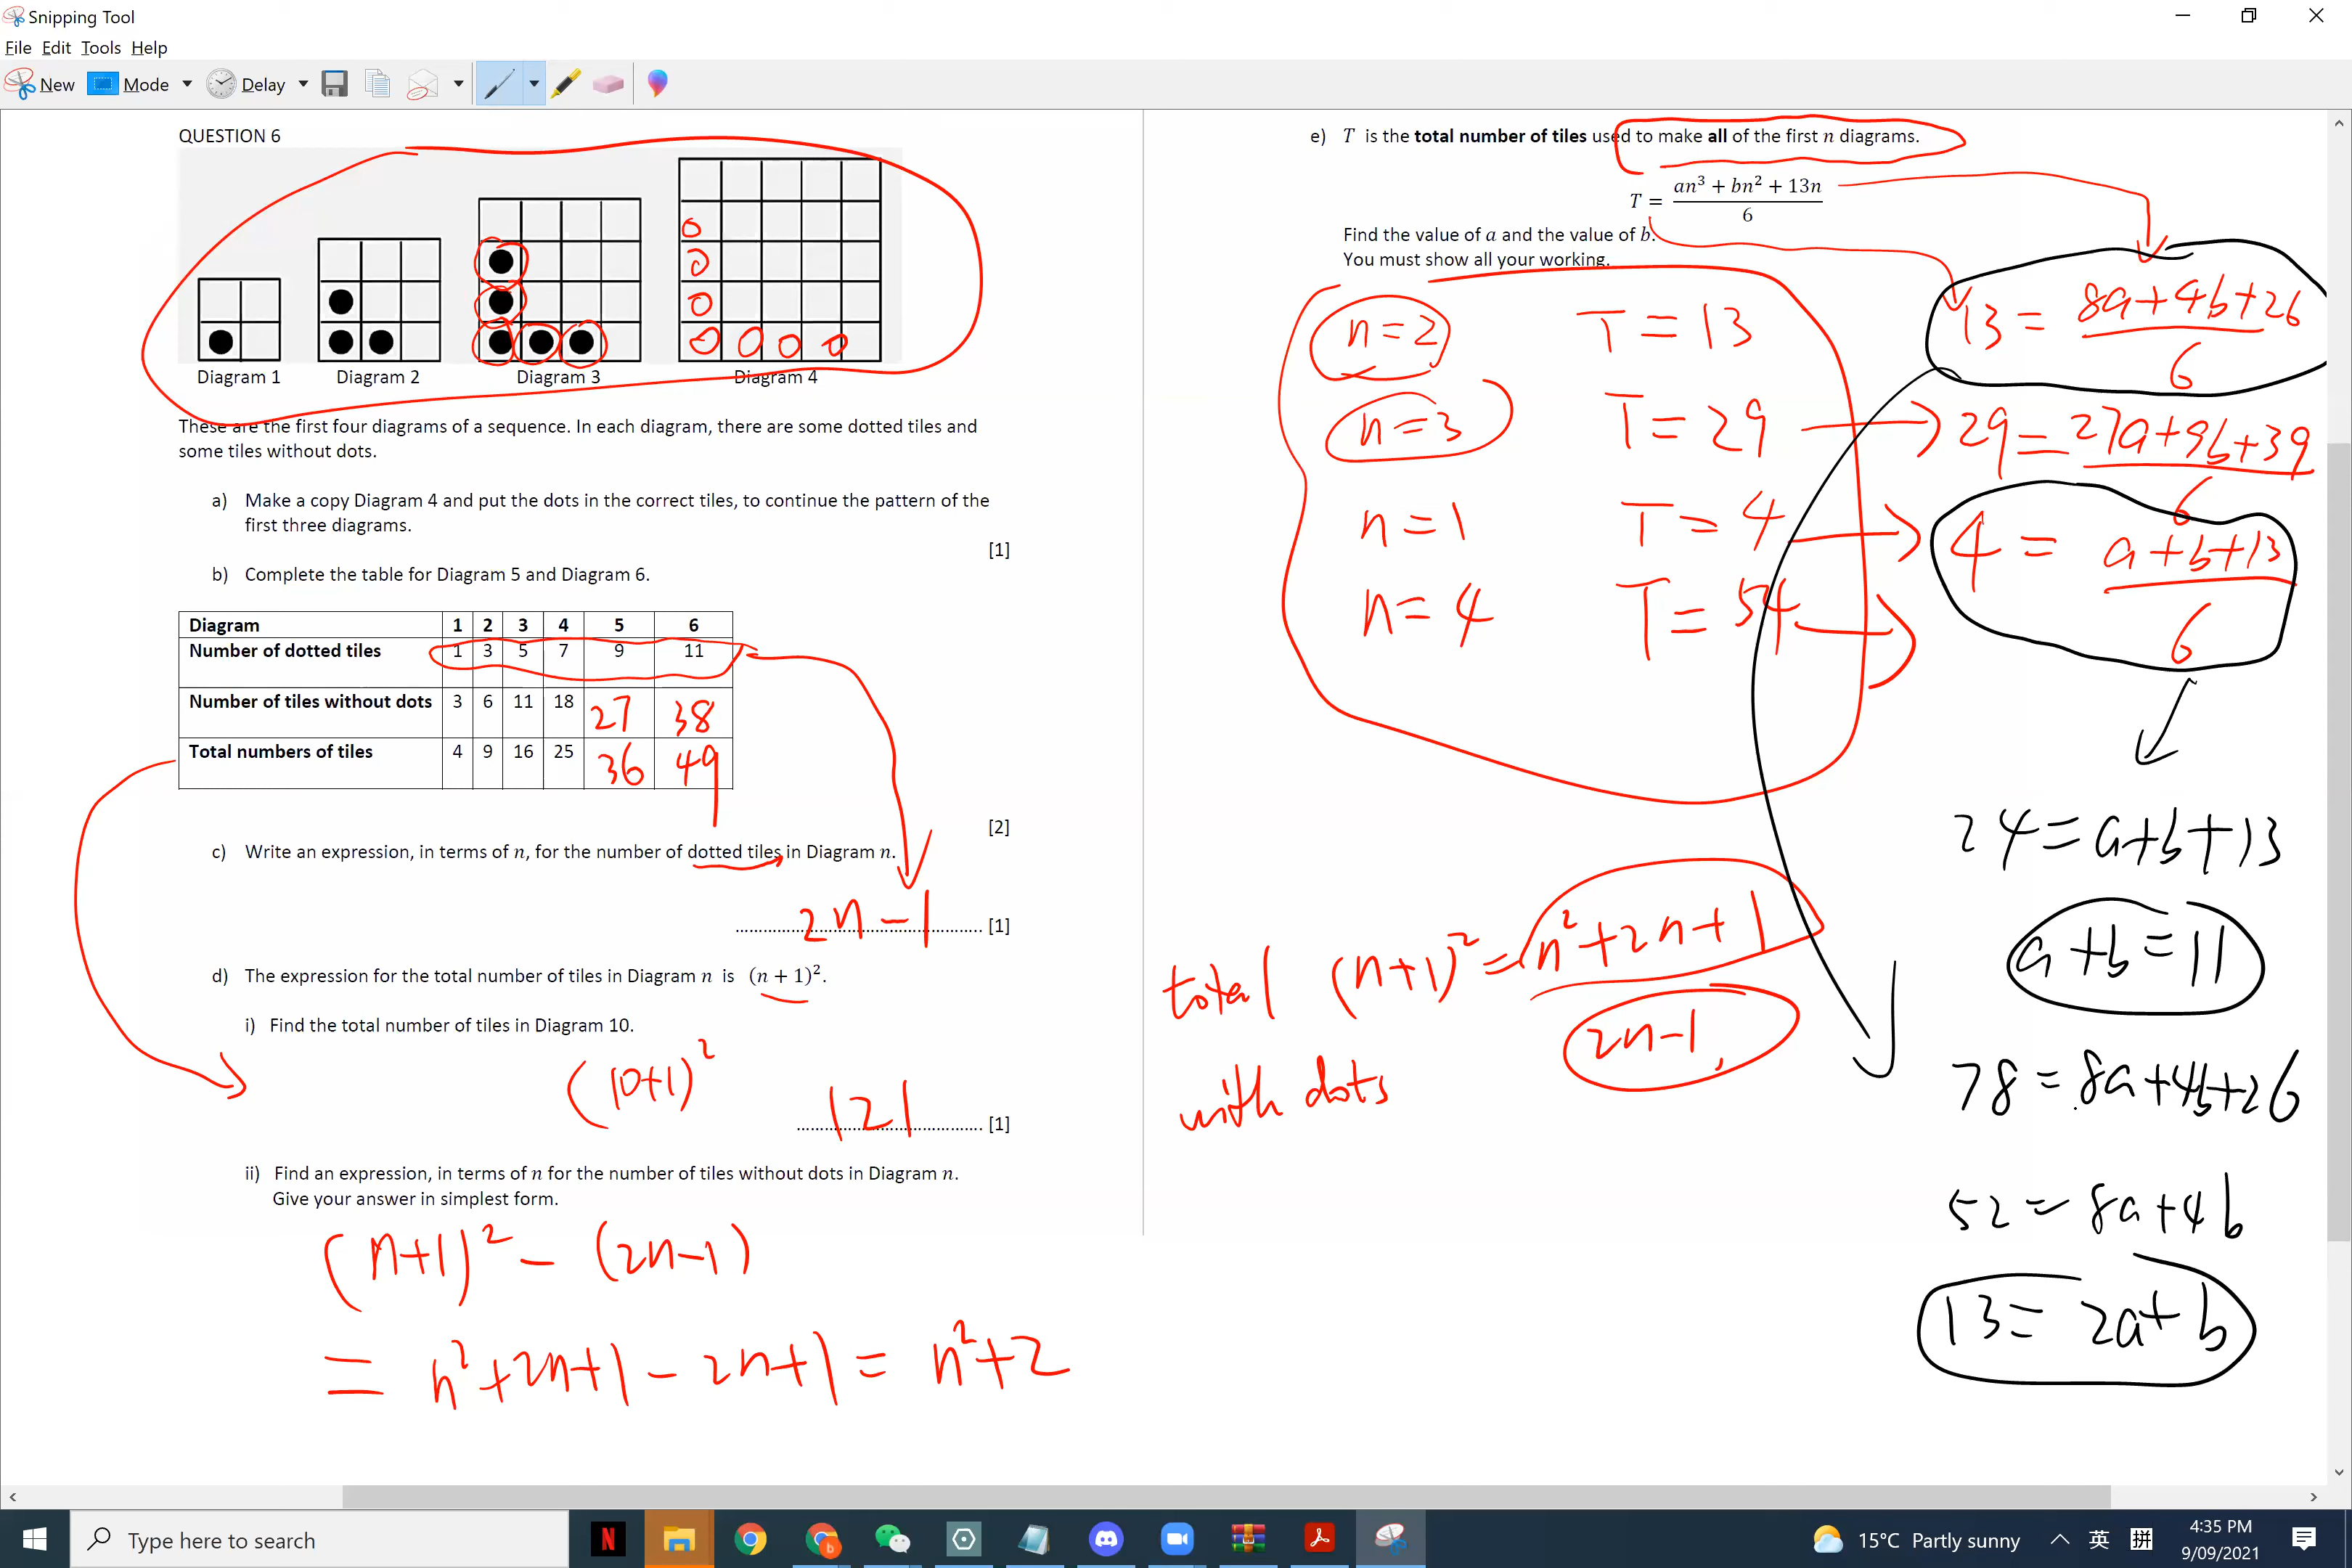 Snipping Tool
File Edit Tools Help
New Mode Delay
QUESTION 6
Diagram 1 Diagram 2 Diagram 3 Diagram 4
These are the first four diagrams of a sequence. In each diagram, there are some dotted tiles and
some tiles without dots.
a) Make a copy Diagram 4 and put the dots in the correct tiles, to continue the pattern of the
first three diagrams.
[1]
b) Complete the table for Diagram 5 and Diagram 6.
Diagram 1 2 3 4 5 6
Number of dotted tiles 1 3 5 7 9 11
Number of tiles without dots 3 6 11 18 27 38
Total numbers of tiles 4 9 16 25 36 49
[2]
c) Write an expression, in terms of n, for the number of dotted tiles in Diagram n.
2n-1 [1]
d) The expression for the total number of tiles in Diagram n is (n + 1)².
i) Find the total number of tiles in Diagram 10.
(10+1)²
121 [1]
ii) Find an expression, in terms of n for the number of tiles without dots in Diagram n.
Give your answer in simplest form.
(n+1)² - (2n-1)
= n²+2n+1-2n+1 = n²+2
e) T is the total number of tiles used to make all of the first n diagrams.
T = an³ + bn² + 13n / 6
Find the value of a and the value of b.
You must show all your working.
n=2 T=13
n=3 T=29
n=1 T=4
n=4 T=54
13 = 8a+4b+26 / 6
29 = 27a+9b+39 / 6
4 = a+b+13 / 6
24=a+b+13
a+b=11
78=8a+4b+26
52=8a+4b
13=2a+b
total (n+1)²=n²+2n+1
with dots 2n-1,
Type here to search
N
15°C Partly sunny
英
拼
4:35 PM
9/09/2021